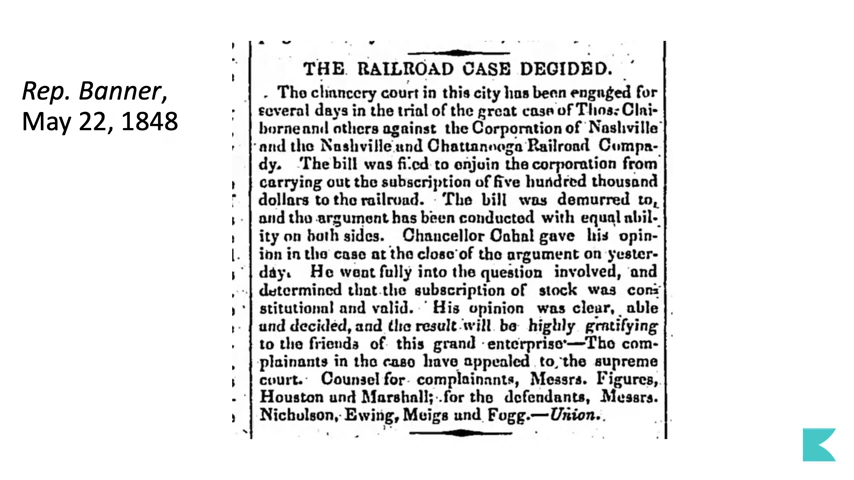 Rep. Banner,
May 22, 1848
THE RAILROAD CASE DECIDED.
The chancery court in this city has been engaged for
several days in the trial of the great case of Thos. Clai-
borne and others against the Corporation of Nashville
and the Nashville and Chattanooga Railroad Compa-
dy. The bill was filed to enjoin the corporation from
carrying out the subscription of five hundred thousand
dollars to the railroad. The bill was demurred to,
and the argument has been conducted with equal abil-
ity on both sides. Chancellor Cahal gave his opin-
ion in the case at the close of the argument on yester-
day. He went fully into the question involved, and
determined that the subscription of stock was con-
stitutional and valid. His opinion was clear, able
and decided, and the result will be highly gratifying
to the friends of this grand enterprise—The com-
plainants in the case have appealed to the supreme
court. Counsel for complainants, Messrs. Figures,
Houston and Marshall; for the defendants, Messrs.
Nicholson, Ewing, Meigs and Fogg.—Union.